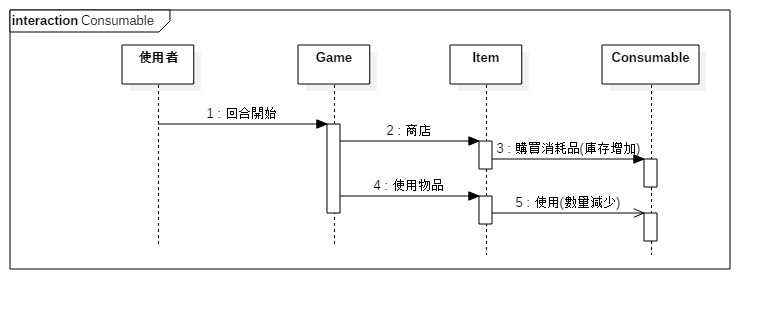 interaction Consumable
使用者
Game
Item
Consumable
1 : 回合開始
2 : 商店
3 : 購買消耗品(庫存增加)
4 : 使用物品
5 : 使用(數量減少)